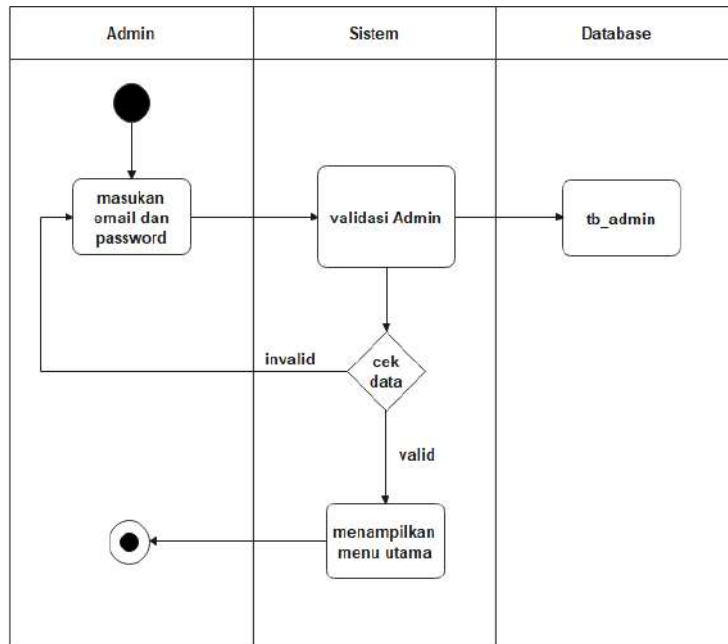 Admin
Sistem
Database
masukan
email dan
password
validasi Admin
tb_admin
invalid
cek
data
valid
menampilkan
menu utama